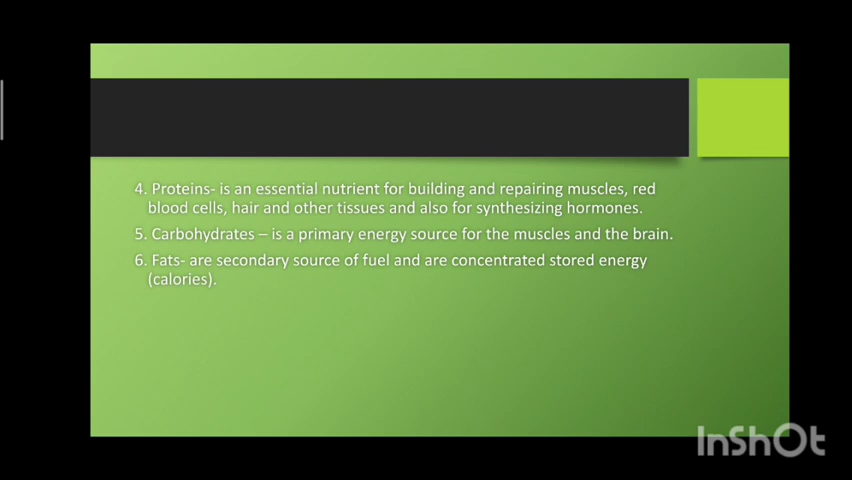 4. Proteins- is an essential nutrient for building and repairing muscles, red
blood cells, hair and other tissues and also for synthesizing hormones.
5. Carbohydrates – is a primary energy source for the muscles and the brain.
6. Fats- are secondary source of fuel and are concentrated stored energy
(calories).
InShOt